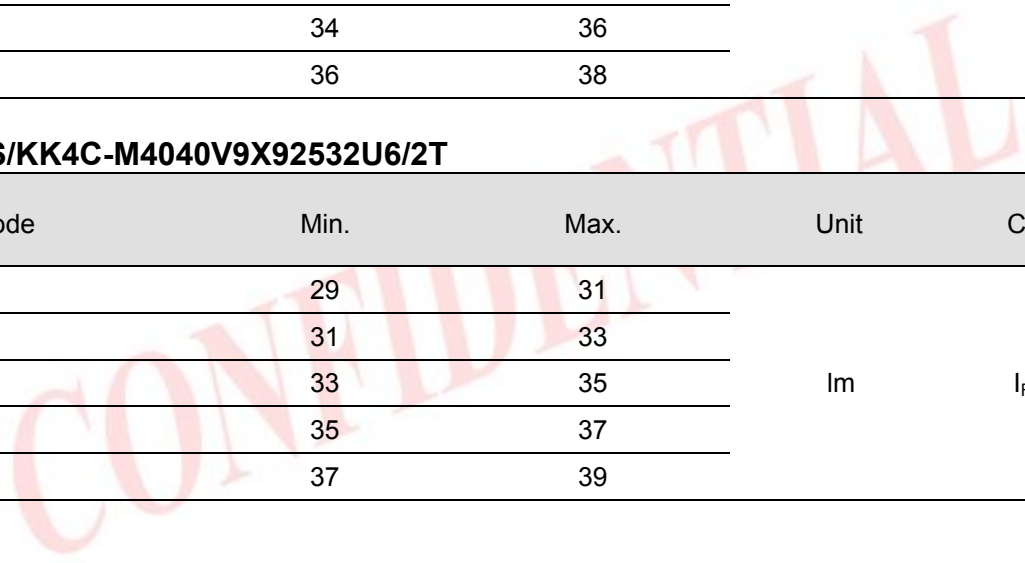 34 36
36 38
S/KK4C-M4040V9X92532U6/2T
ode Min. Max. Unit C
29 31
31 33
33 35 lm I
35 37
37 39
CONFIDENTIAL